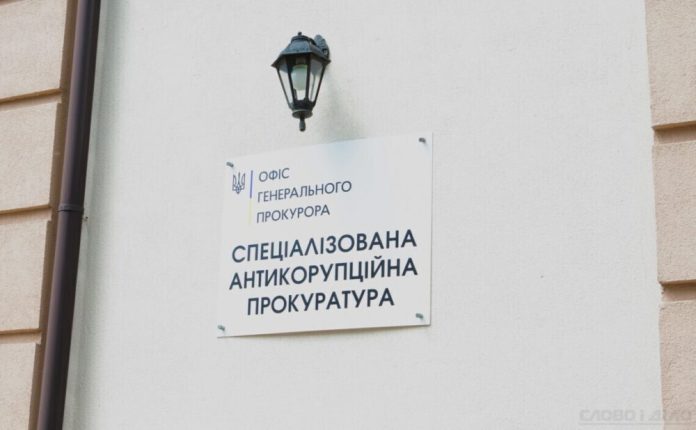 ОФІС
ГЕНЕРАЛЬНОГО
ПРОКУРОРА
СПЕЦІАЛІЗОВАНА
АНТИКОРУПЦІЙНА
ПРОКУРАТУРА
СЛОВО І ДІЛО